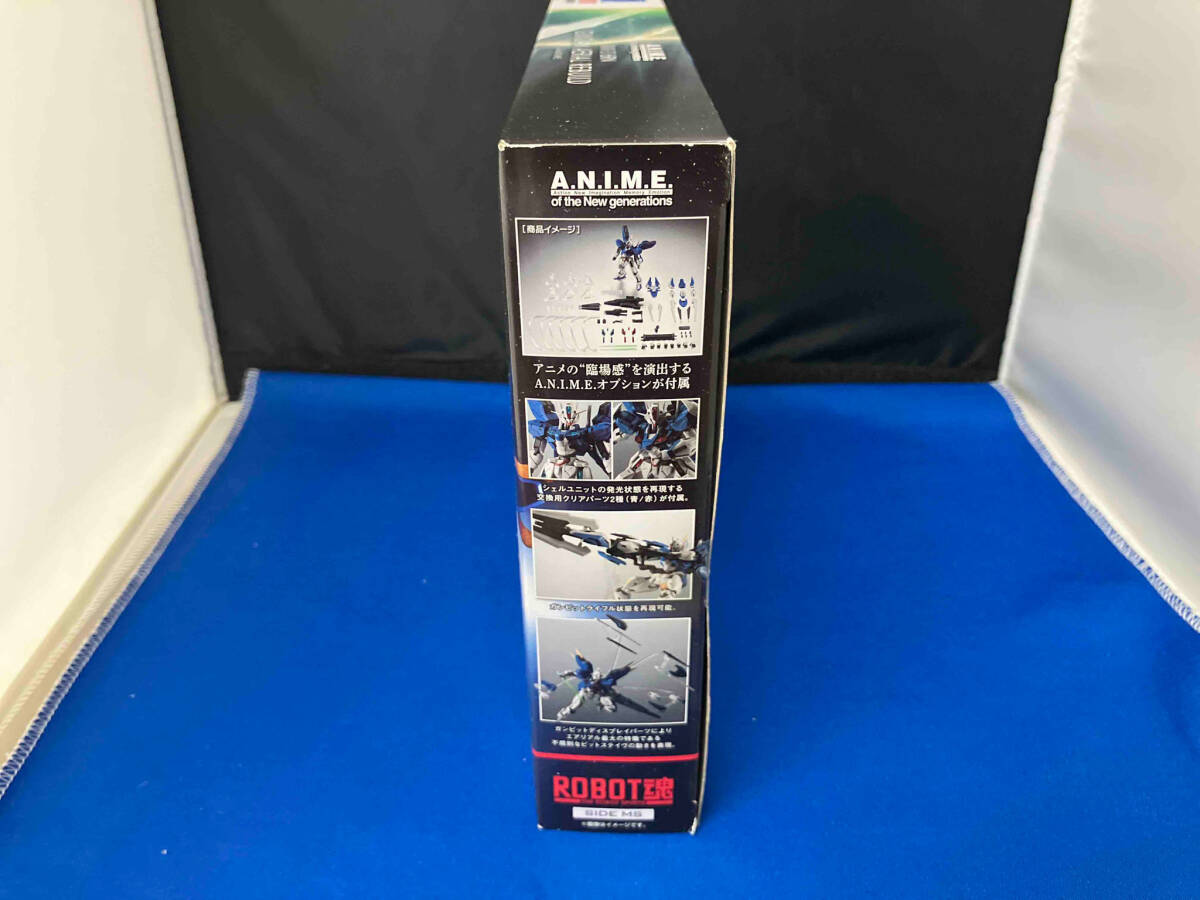 A.N.I.M.E.
AERIAL REBUILD
A.N.I.M.E.
Action New Imagination Memory Emotion
of the New generations
[商品イメージ]
アニメの“臨場感”を演出する
A.N.I.M.E.オプションが付属
シェルユニットの発光状態を再現する
交換用クリアパーツ2種(青/赤)が付属。
ガンビットライフル状態を再現可能。
ガンビットディスプレイパーツにより
エアリアル最大の特徴である
不規則なビットステイヴの動きを表現。
ROBOT魂
SIDE MS